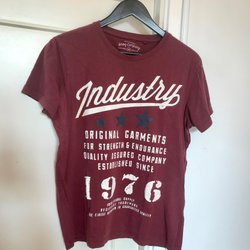 Industry
ORIGINAL GARMENTS
FOR STRENGTH & ENDURANCE
QUALITY ASSURED COMPANY
ESTABLISHED SINCE
1976